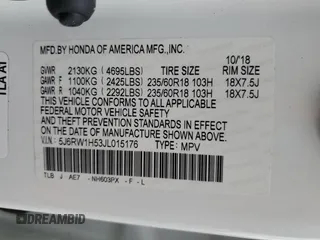 MFD.BY HONDA OF AMERICA MFG.,INC.
10/18
GVWR 2130KG (4695LBS) TIRE SIZE RIM SIZE
GAWR F 1100KG (2425LBS) 235/60R18 103H 18X7.5J
GAWR R 1040KG (2292LBS) 235/60R18 103H 18X7.5J
THIS VEHICLE CONFORMS TO ALL APPLICABLE
FEDERAL MOTOR VEHICLE SAFETY AND
THEFT PREVENTION STANDARDS IN EFFECT ON
THE DATE OF MANUFACTURE SHOWN ABOVE.
V.I.N.: 5J6RW1H53JL015176 TYPE: MPV
TLB J AE7 -NH603PX -F -L
TLA A1
DREAMBID